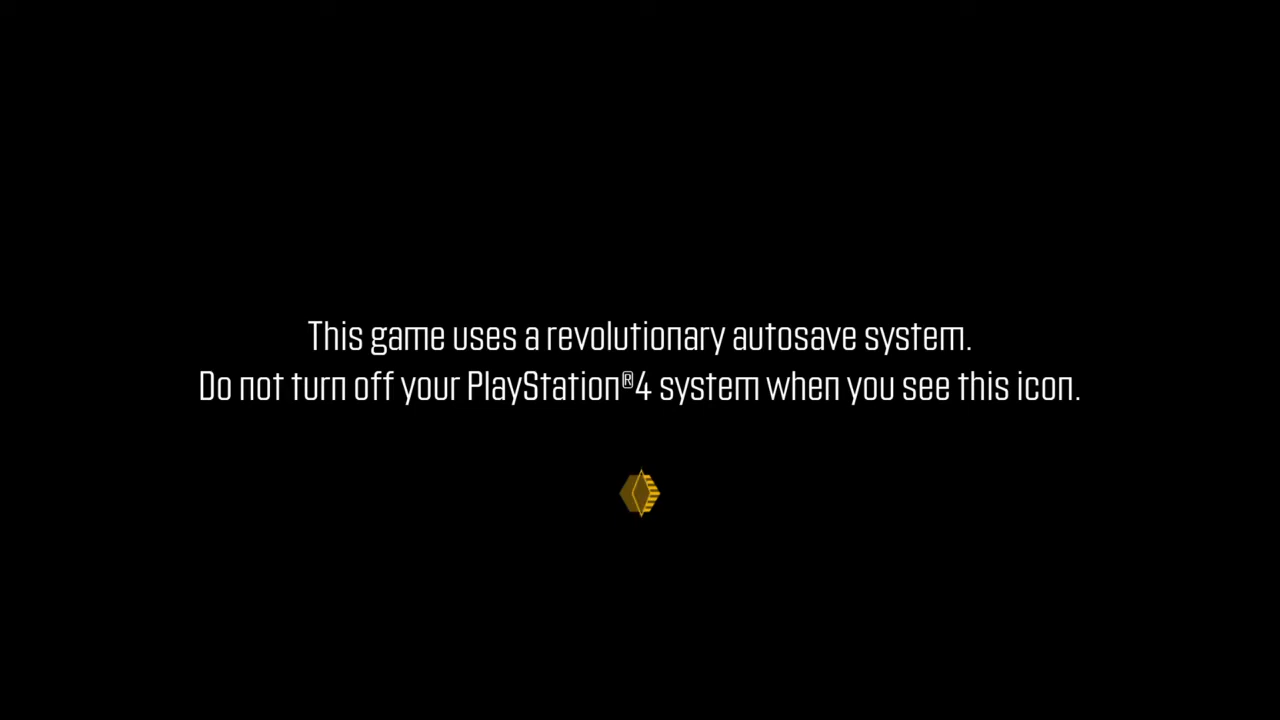 This game uses a revolutionary autosave system.
Do not turn off your PlayStation®4 system when you see this icon.